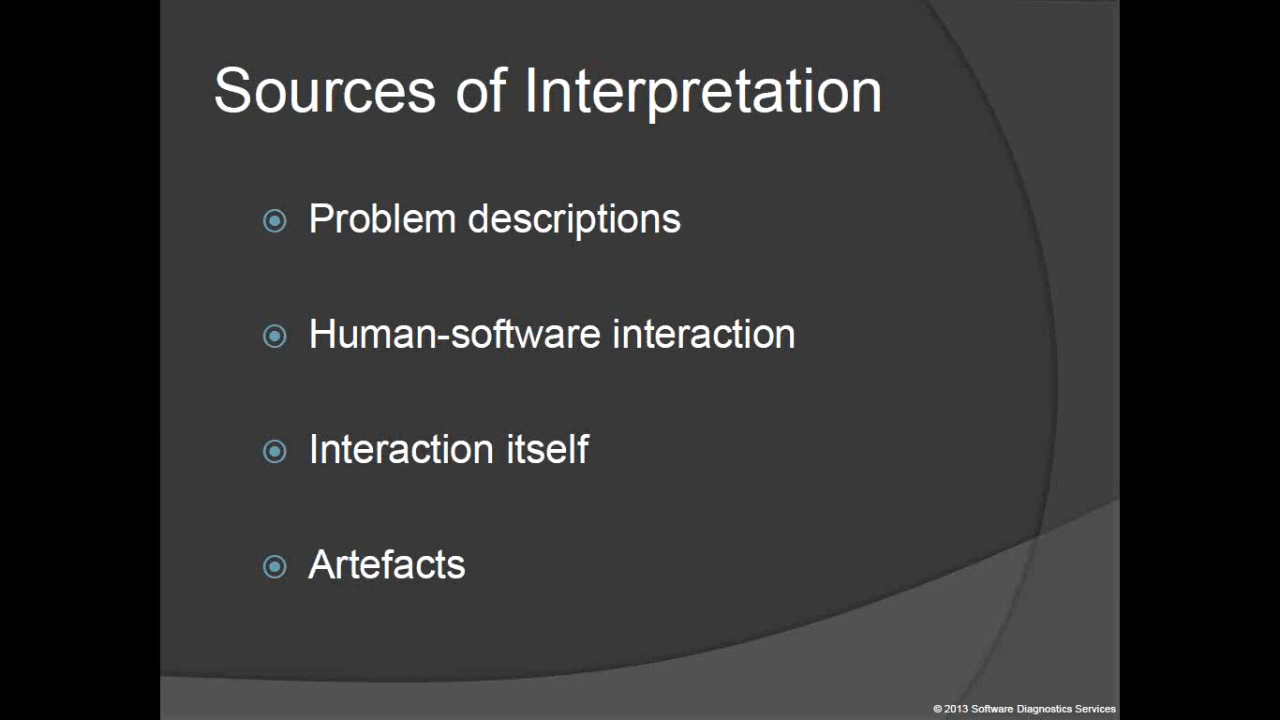 Sources of Interpretation
Problem descriptions
Human-software interaction
Interaction itself
Artefacts
© 2013 Software Diagnostics Services